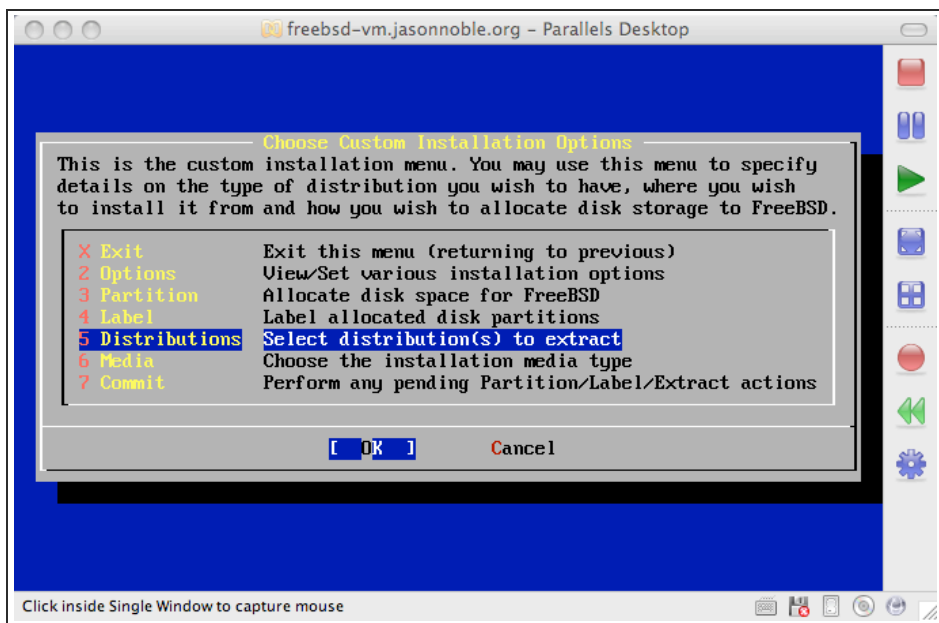 freebsd-vm.jasonnoble.org – Parallels Desktop
Choose Custom Installation Options
This is the custom installation menu. You may use this menu to specify
details on the type of distribution you wish to have, where you wish
to install it from and how you wish to allocate disk storage to FreeBSD.
X Exit Exit this menu (returning to previous)
2 Options View/Set various installation options
3 Partition Allocate disk space for FreeBSD
4 Label Label allocated disk partitions
5 Distributions Select distribution(s) to extract
6 Media Choose the installation media type
7 Commit Perform any pending Partition/Label/Extract actions
[ OK ] Cancel
Click inside Single Window to capture mouse